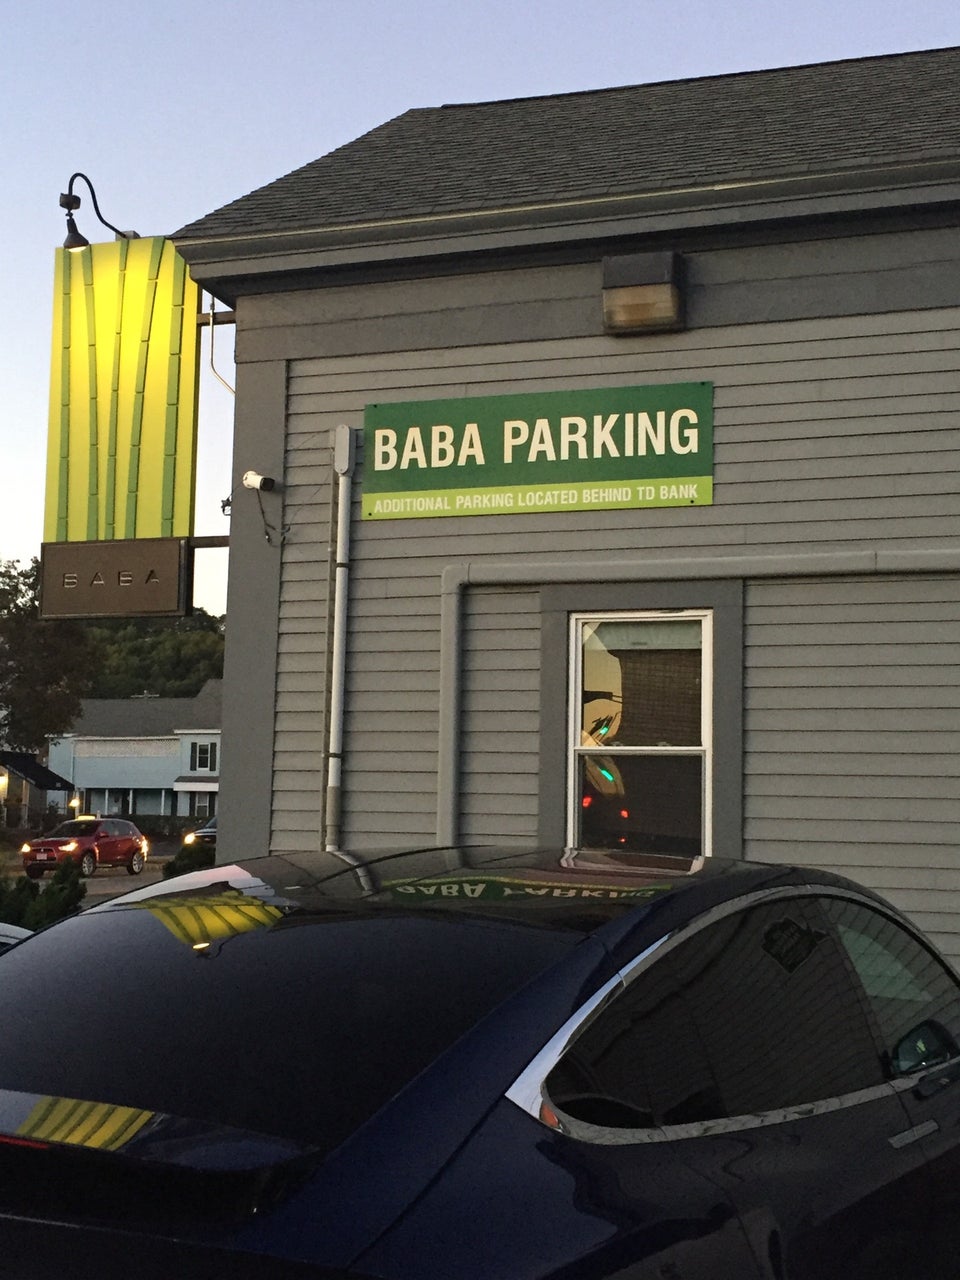 BABA PARKING
ADDITIONAL PARKING LOCATED BEHIND TD BANK
BABA